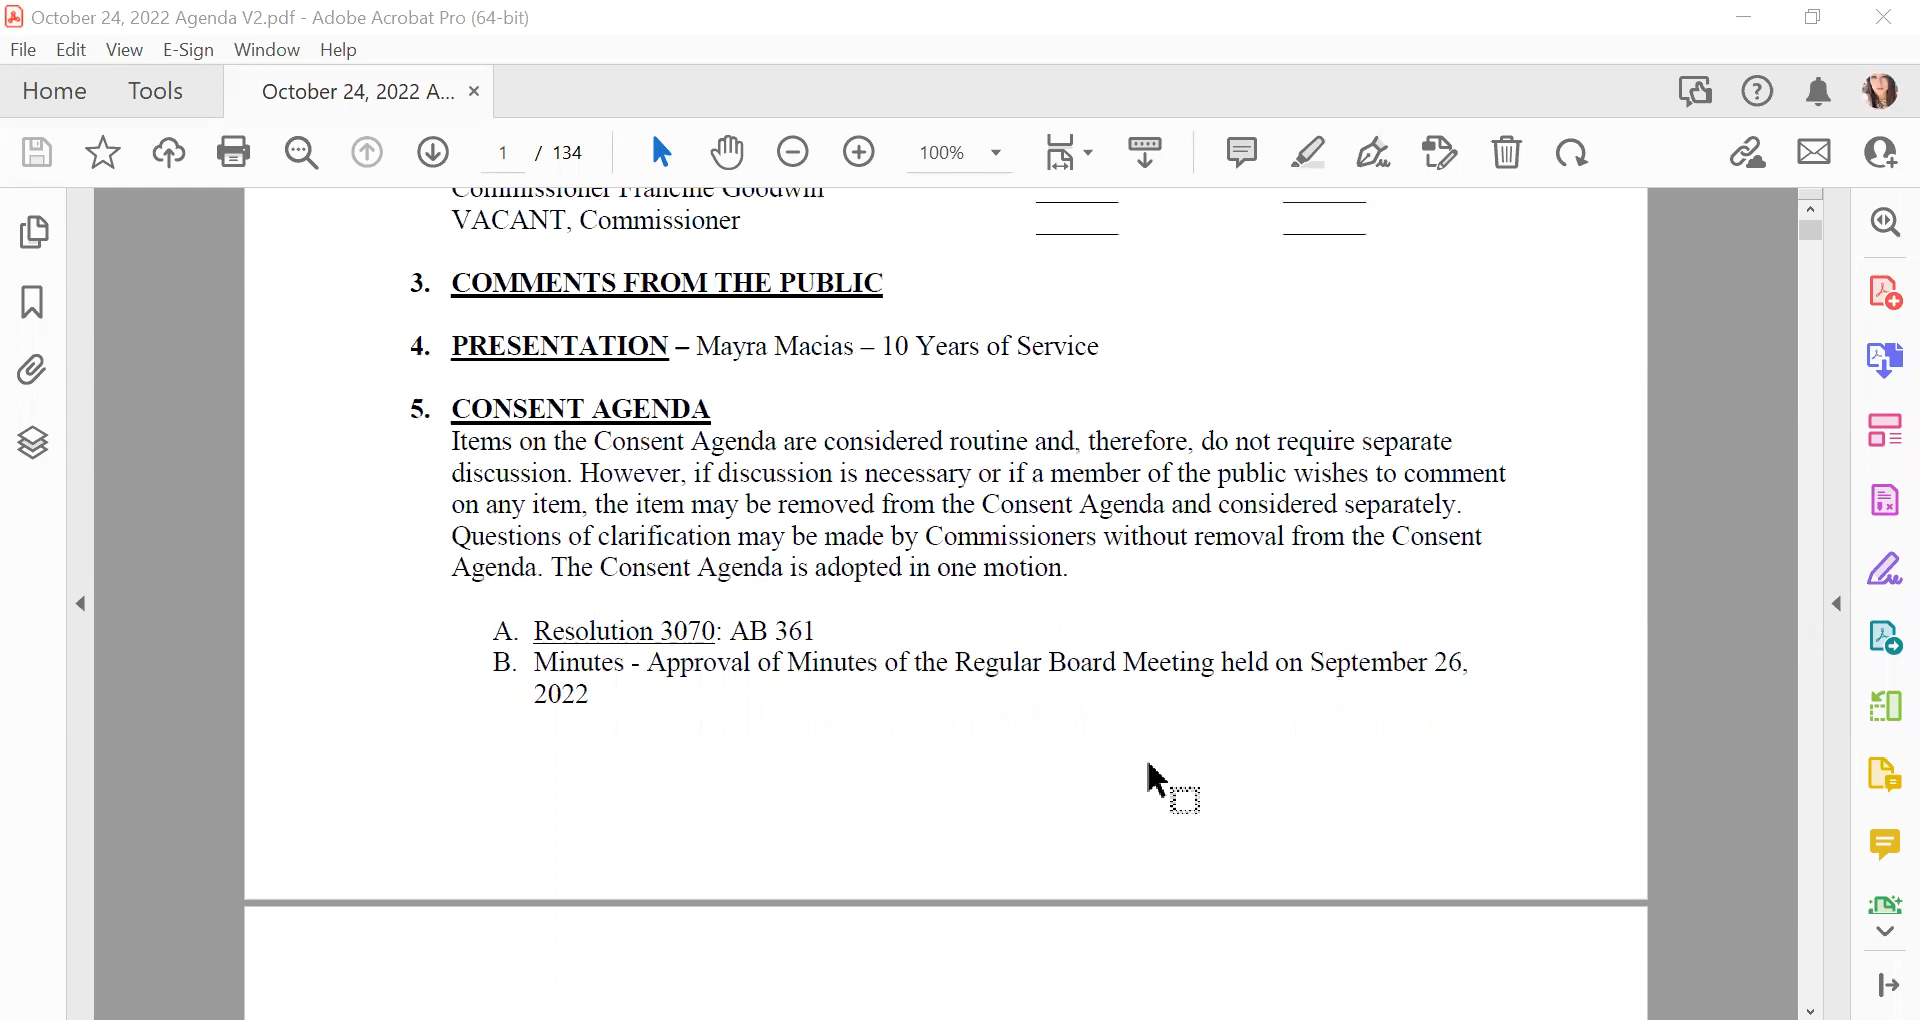 October 24, 2022 Agenda V2.pdf - Adobe Acrobat Pro (64-bit)
File Edit View E-Sign Window Help
Home Tools October 24, 2022 A... ×
1 / 134 100%
Commissioner Francine Goodwin
VACANT, Commissioner
3. COMMENTS FROM THE PUBLIC
4. PRESENTATION – Mayra Macias – 10 Years of Service
5. CONSENT AGENDA
Items on the Consent Agenda are considered routine and, therefore, do not require separate
discussion. However, if discussion is necessary or if a member of the public wishes to comment
on any item, the item may be removed from the Consent Agenda and considered separately.
Questions of clarification may be made by Commissioners without removal from the Consent
Agenda. The Consent Agenda is adopted in one motion.
A. Resolution 3070: AB 361
B. Minutes - Approval of Minutes of the Regular Board Meeting held on September 26,
2022